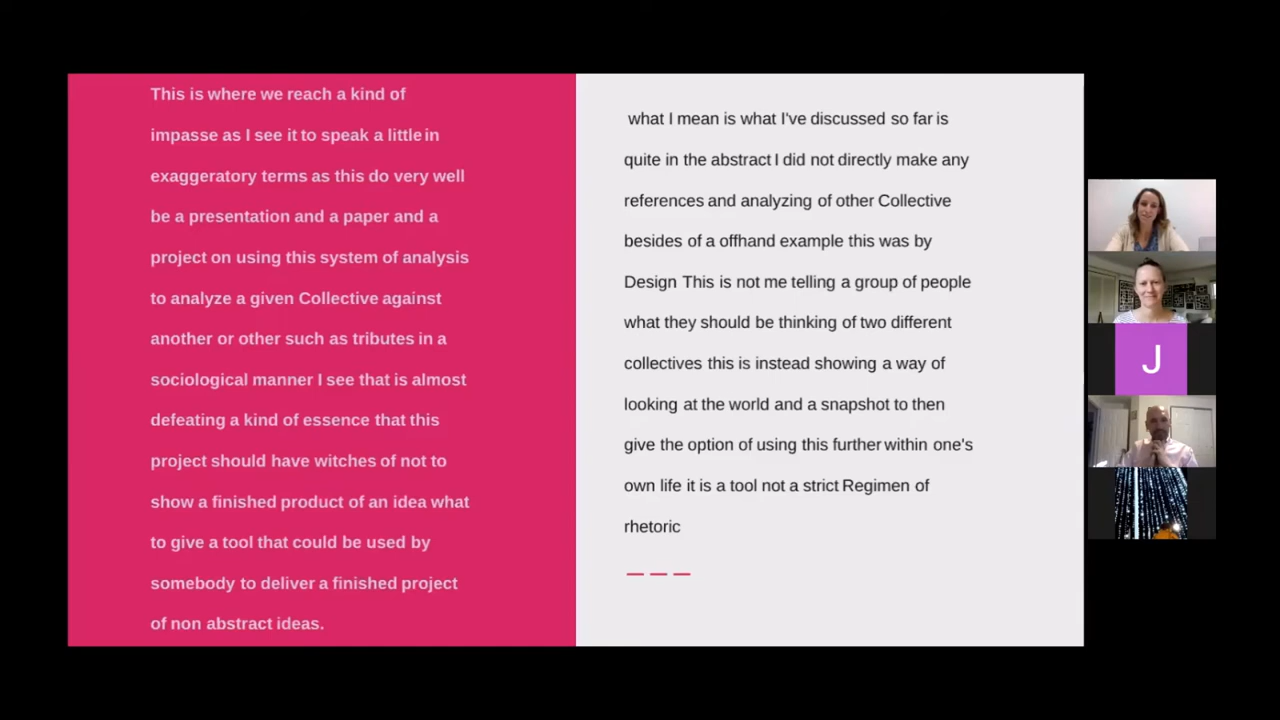 This is where we reach a kind of
impasse as I see it to speak a little in
exaggeratory terms as this do very well
be a presentation and a paper and a
project on using this system of analysis
to analyze a given Collective against
another or other such as tributes in a
sociological manner I see that is almost
defeating a kind of essence that this
project should have witches of not to
show a finished product of an idea what
to give a tool that could be used by
somebody to deliver a finished project
of non abstract ideas.
what I mean is what I've discussed so far is
quite in the abstract I did not directly make any
references and analyzing of other Collective
besides of a offhand example this was by
Design This is not me telling a group of people
what they should be thinking of two different
collectives this is instead showing a way of
looking at the world and a snapshot to then
give the option of using this further within one's
own life it is a tool not a strict Regimen of
rhetoric
J